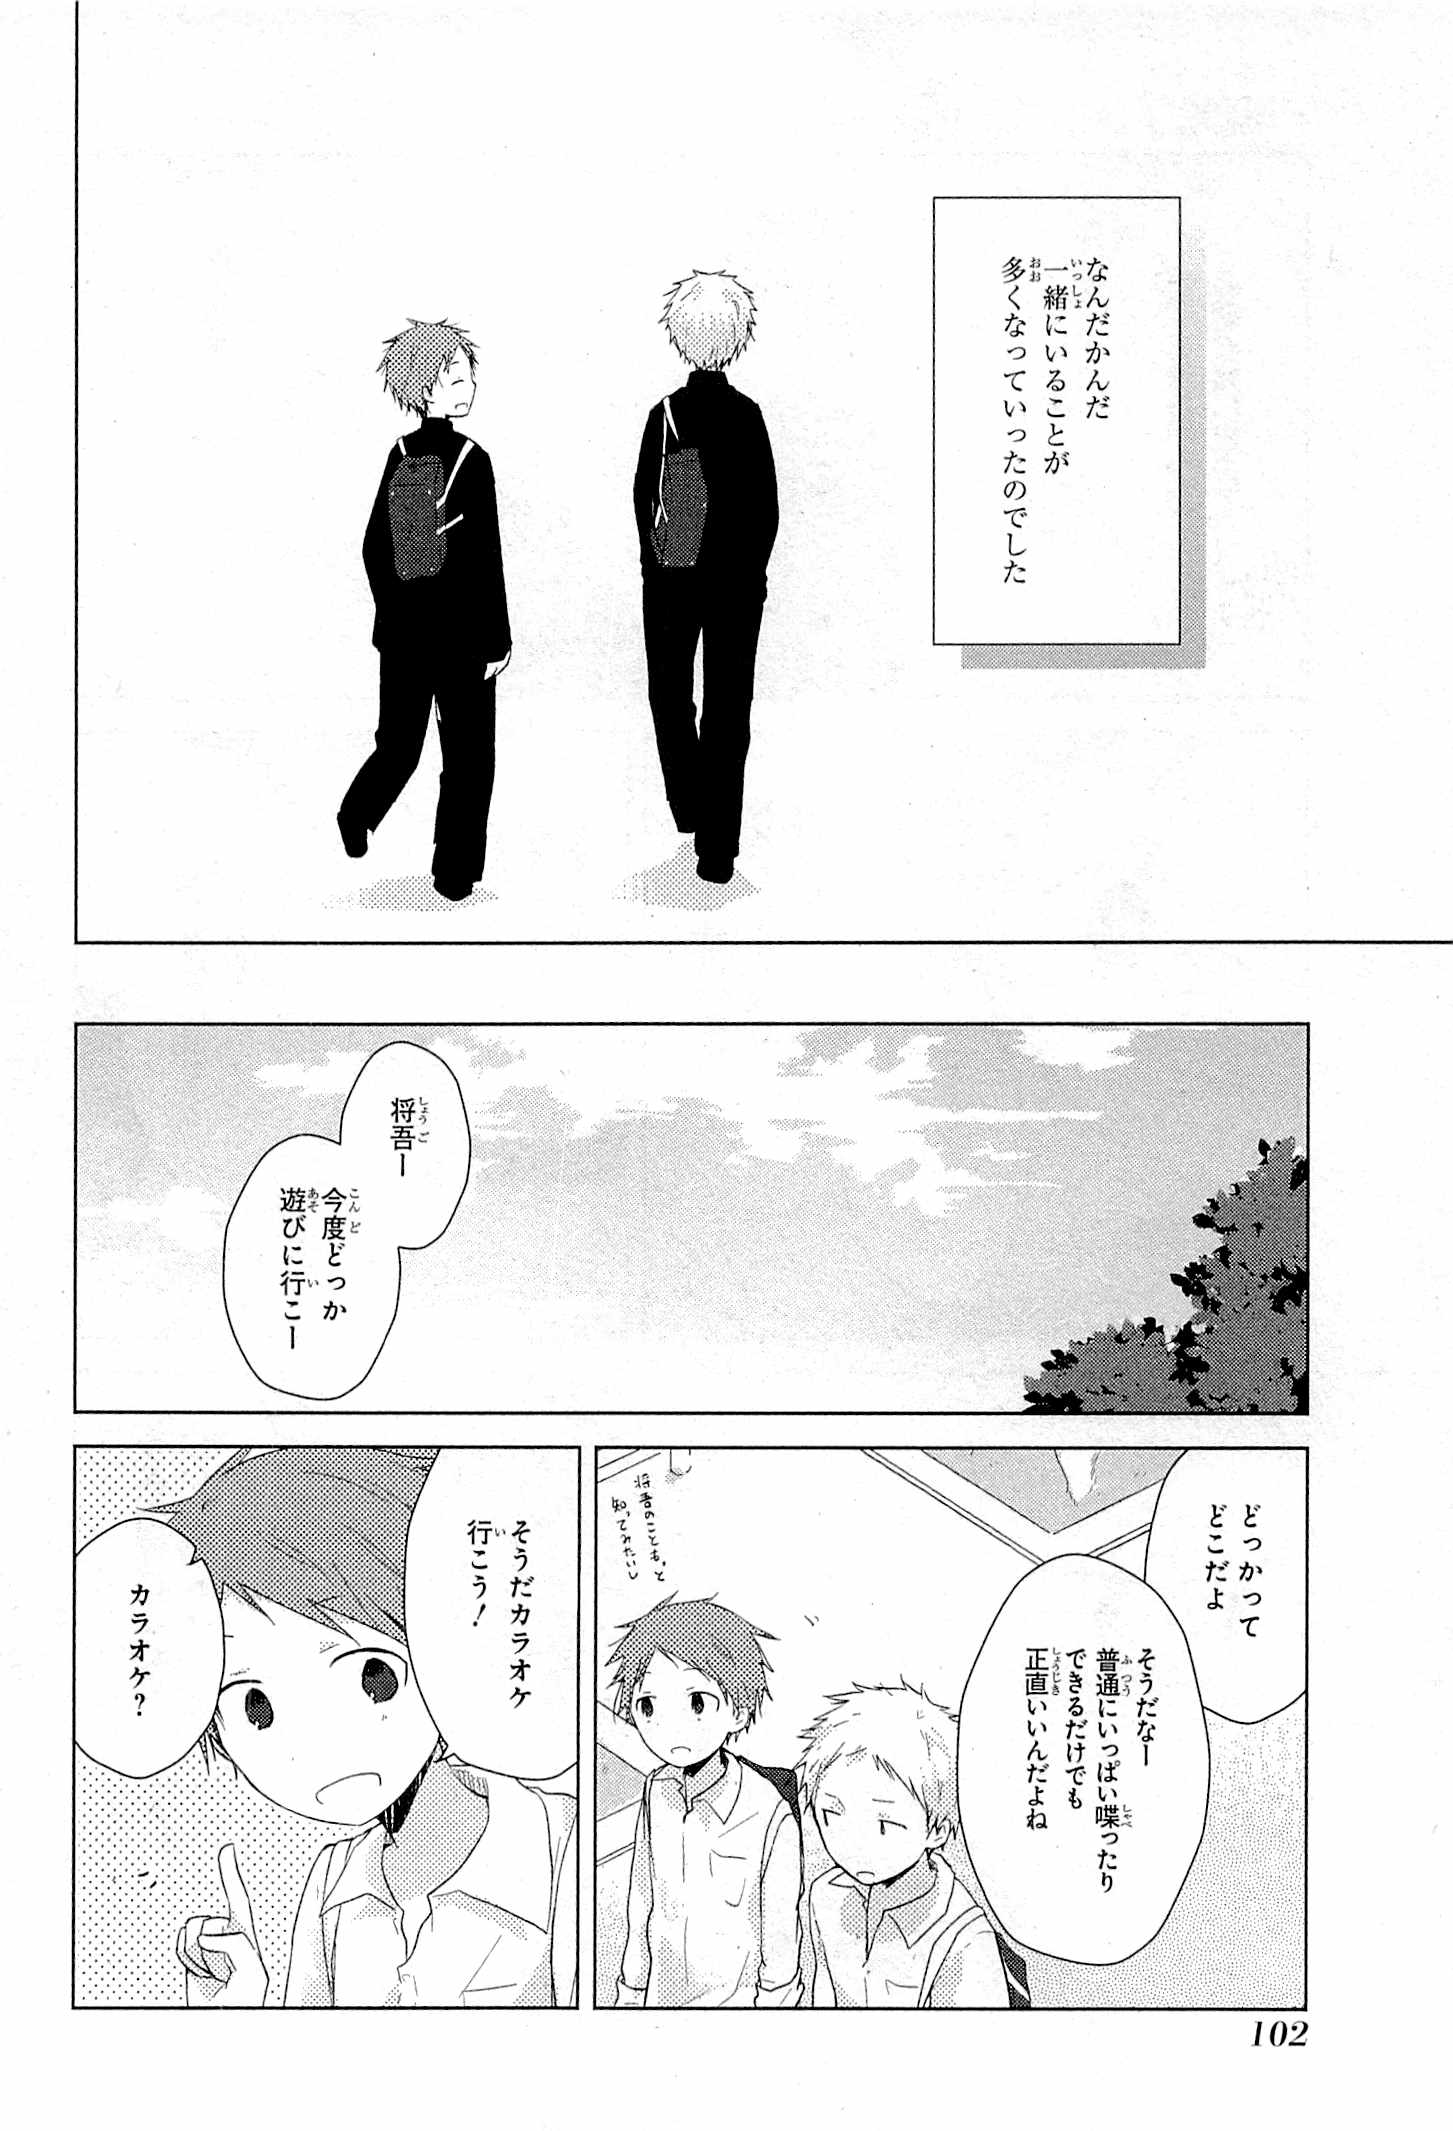 なんだかんだ
一緒にいることが
多くなっていったのでした
将吾ー
今度どっか
遊びに行こー
どっかって
どこだよ
そうだなー
普通にいっぱい喋ったり
できるだけでも
正直いいんだよね
将吾のことも、っと
知ってみたいし
そうだカラオケ
行こう!
カラオケ?
102